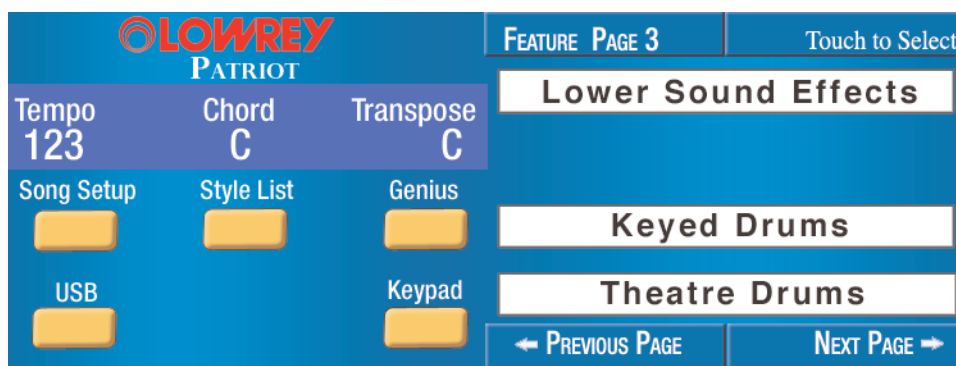 LOWREY
PATRIOT
Tempo Chord Transpose
123 C C
Song Setup Style List Genius
USB Keypad
FEATURE PAGE 3 Touch to Select
Lower Sound Effects
Keyed Drums
Theatre Drums
PREVIOUS PAGE NEXT PAGE